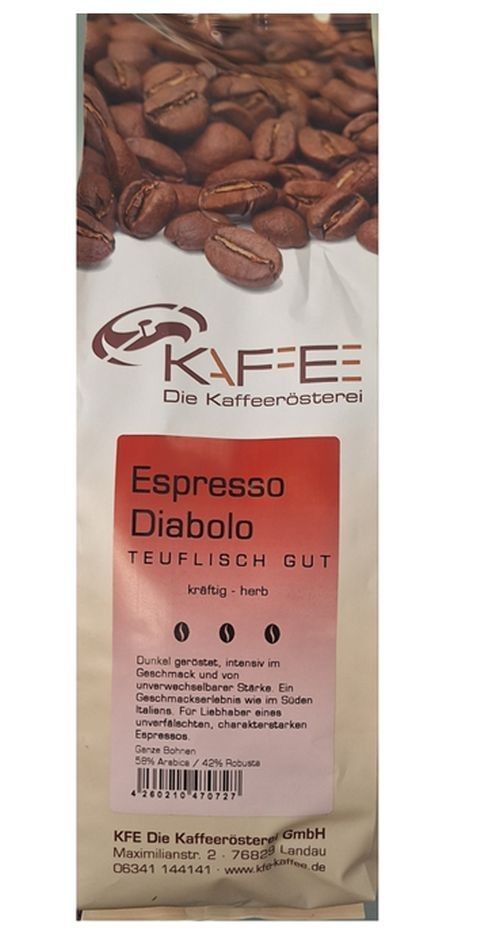 KAFFEE
Die Kaffeerösterei
Espresso
Diabolo
TEUFLISCH GUT
kräftig - herb
Dunkel geröstet, intensiv im
Geschmack und von
unverwechselbarer Stärke. Ein
Geschmackserlebnis wie im Süden
Italiens. Für Liebhaber eines
unverfälschten, charakterstarken
Espressos.
Ganze Bohnen
58% Arabica / 42% Robusta
4 260210 470727
KFE Die Kaffeerösterei GmbH
Maximilianstr. 2 · 76829 Landau
06341 144141 · www.kfe-kaffee.de